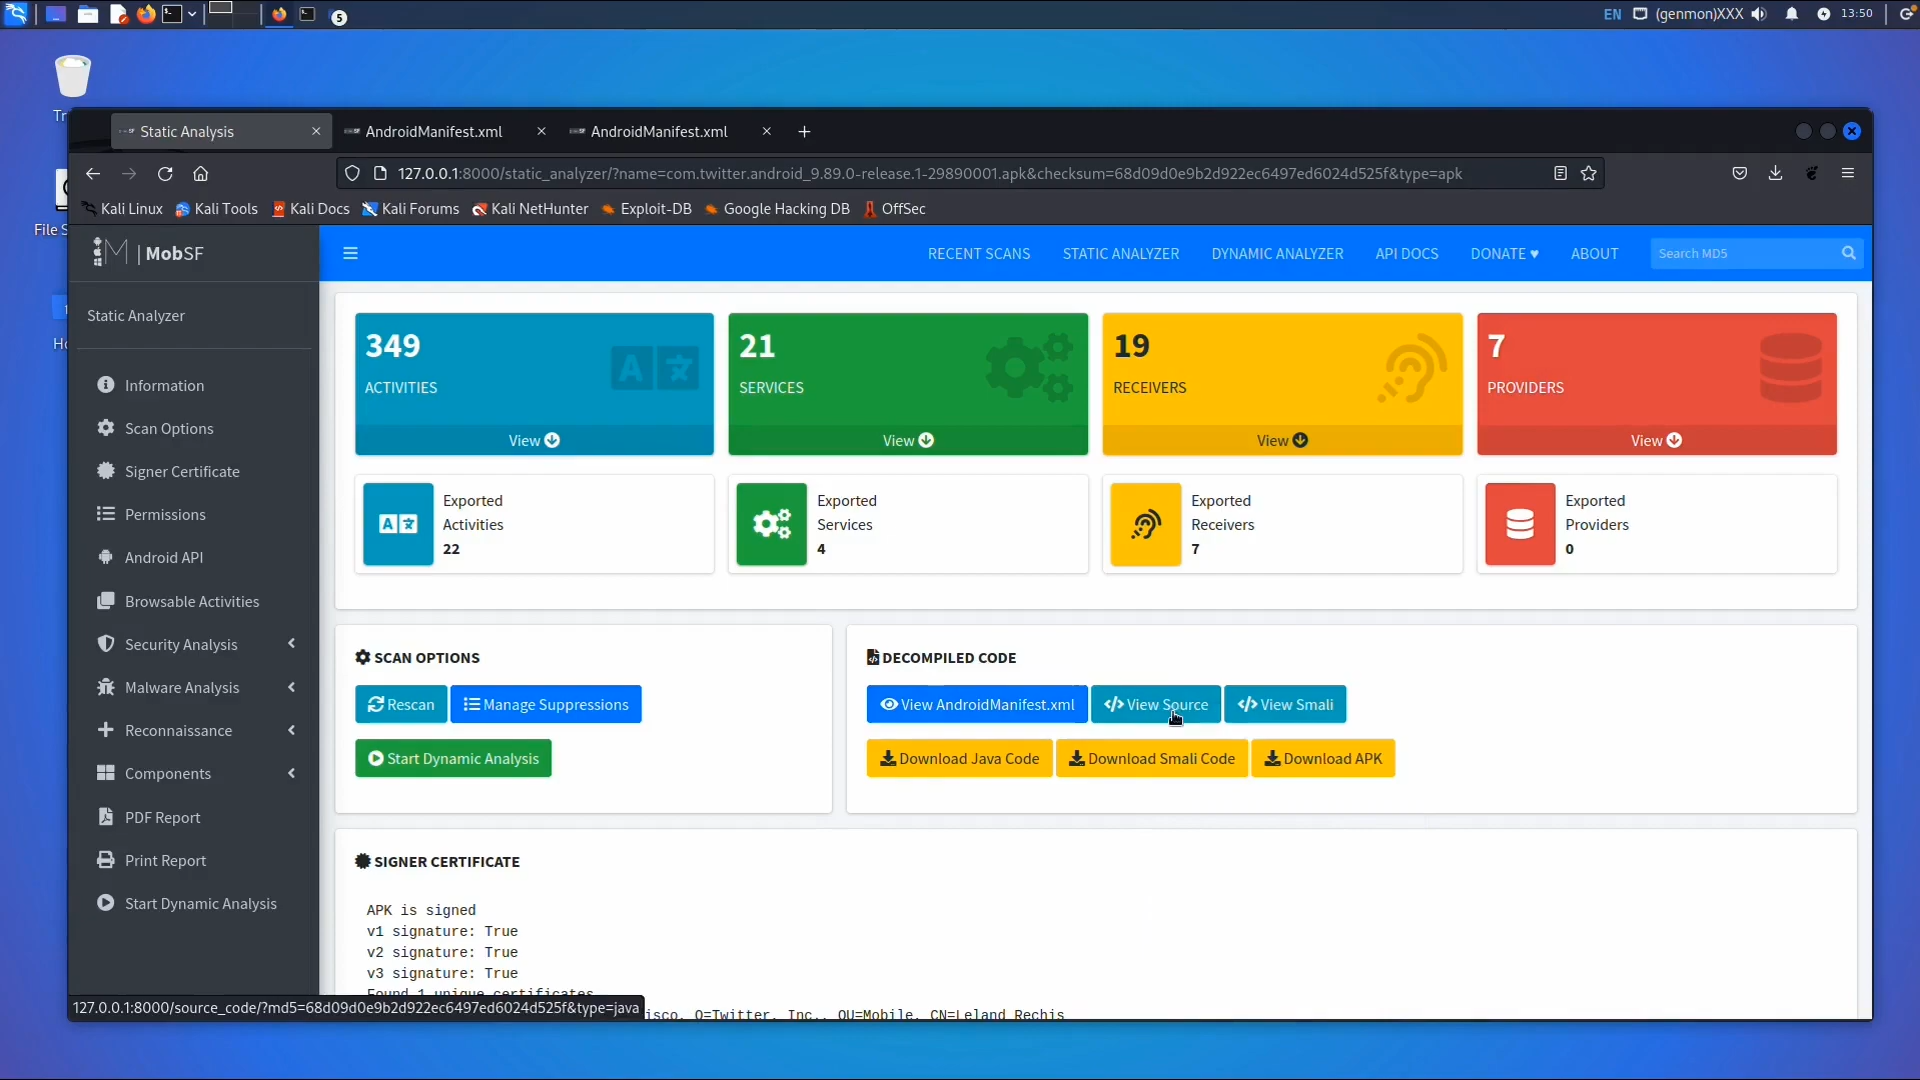 5
EN
(genmon)XXX
13:50
Static Analysis
AndroidManifest.xml
AndroidManifest.xml
127.0.0.1:8000/static_analyzer/?name=com.twitter.android_9.89.0-release.1-29890001.apk&checksum=68d09d0e9b2d922ec6497ed6024d525f&type=apk
Kali Linux
Kali Tools
Kali Docs
Kali Forums
Kali NetHunter
Exploit-DB
Google Hacking DB
OffSec
File S
| MobSF
RECENT SCANS
STATIC ANALYZER
DYNAMIC ANALYZER
API DOCS
DONATE ♥
ABOUT
Search MD5
Static Analyzer
Information
Scan Options
Signer Certificate
Permissions
Android API
Browsable Activities
Security Analysis
Malware Analysis
Reconnaissance
Components
PDF Report
Print Report
Start Dynamic Analysis
349
ACTIVITIES
View
21
SERVICES
View
19
RECEIVERS
View
7
PROVIDERS
View
Exported
Activities
22
Exported
Services
4
Exported
Receivers
7
Exported
Providers
0
SCAN OPTIONS
Rescan
Manage Suppressions
Start Dynamic Analysis
DECOMPILED CODE
View AndroidManifest.xml
View Source
View Smali
Download Java Code
Download Smali Code
Download APK
SIGNER CERTIFICATE
APK is signed
v1 signature: True
v2 signature: True
v3 signature: True
Found 1 unique certificates
isco, O=Twitter, Inc., OU=Mobile, CN=Leland Rechis
127.0.0.1:8000/source_code/?md5=68d09d0e9b2d922ec6497ed6024d525f&type=java